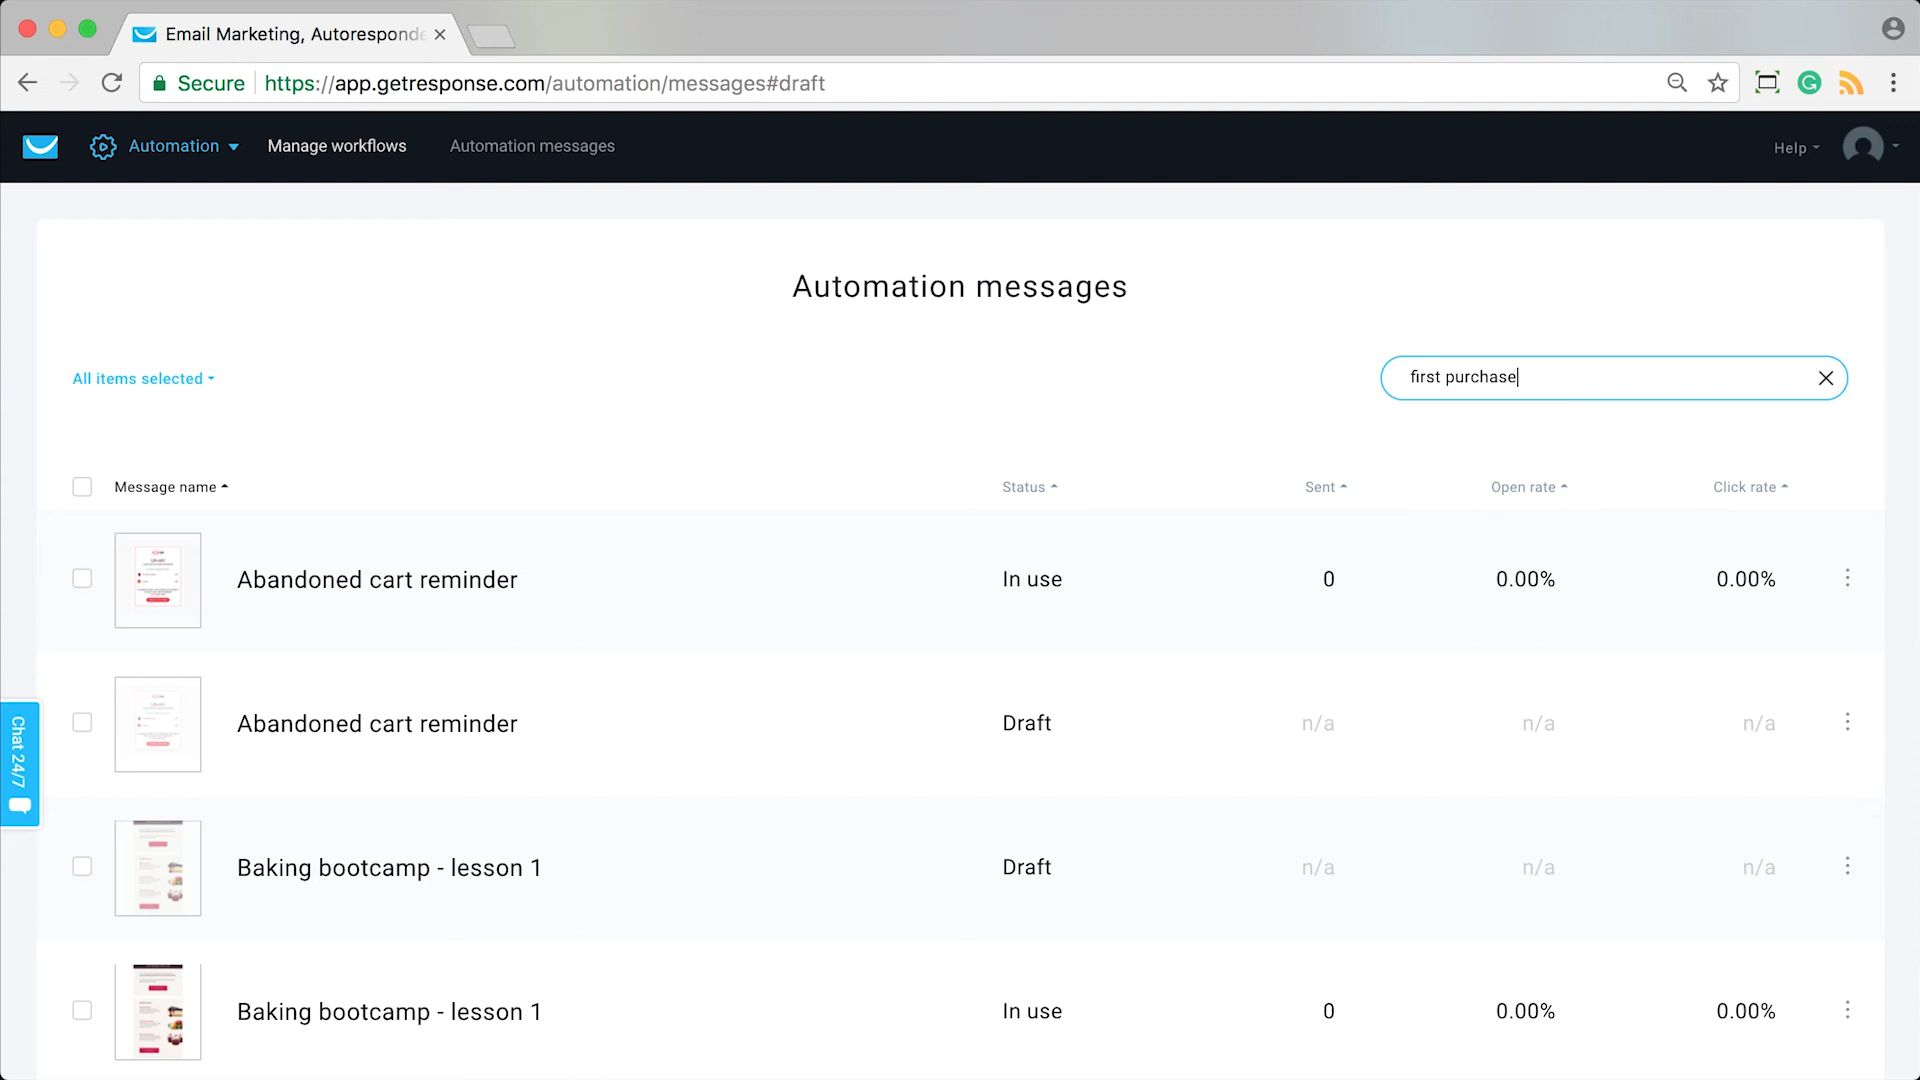 Email Marketing, Autoresponde
Secure https://app.getresponse.com/automation/messages#draft
Automation Manage workflows Automation messages Help
Automation messages
All items selected first purchase
Message name Status Sent Open rate Click rate
Abandoned cart reminder In use 0 0.00% 0.00%
Abandoned cart reminder Draft n/a n/a n/a
Chat 24/7
Baking bootcamp - lesson 1 Draft n/a n/a n/a
Baking bootcamp - lesson 1 In use 0 0.00% 0.00%